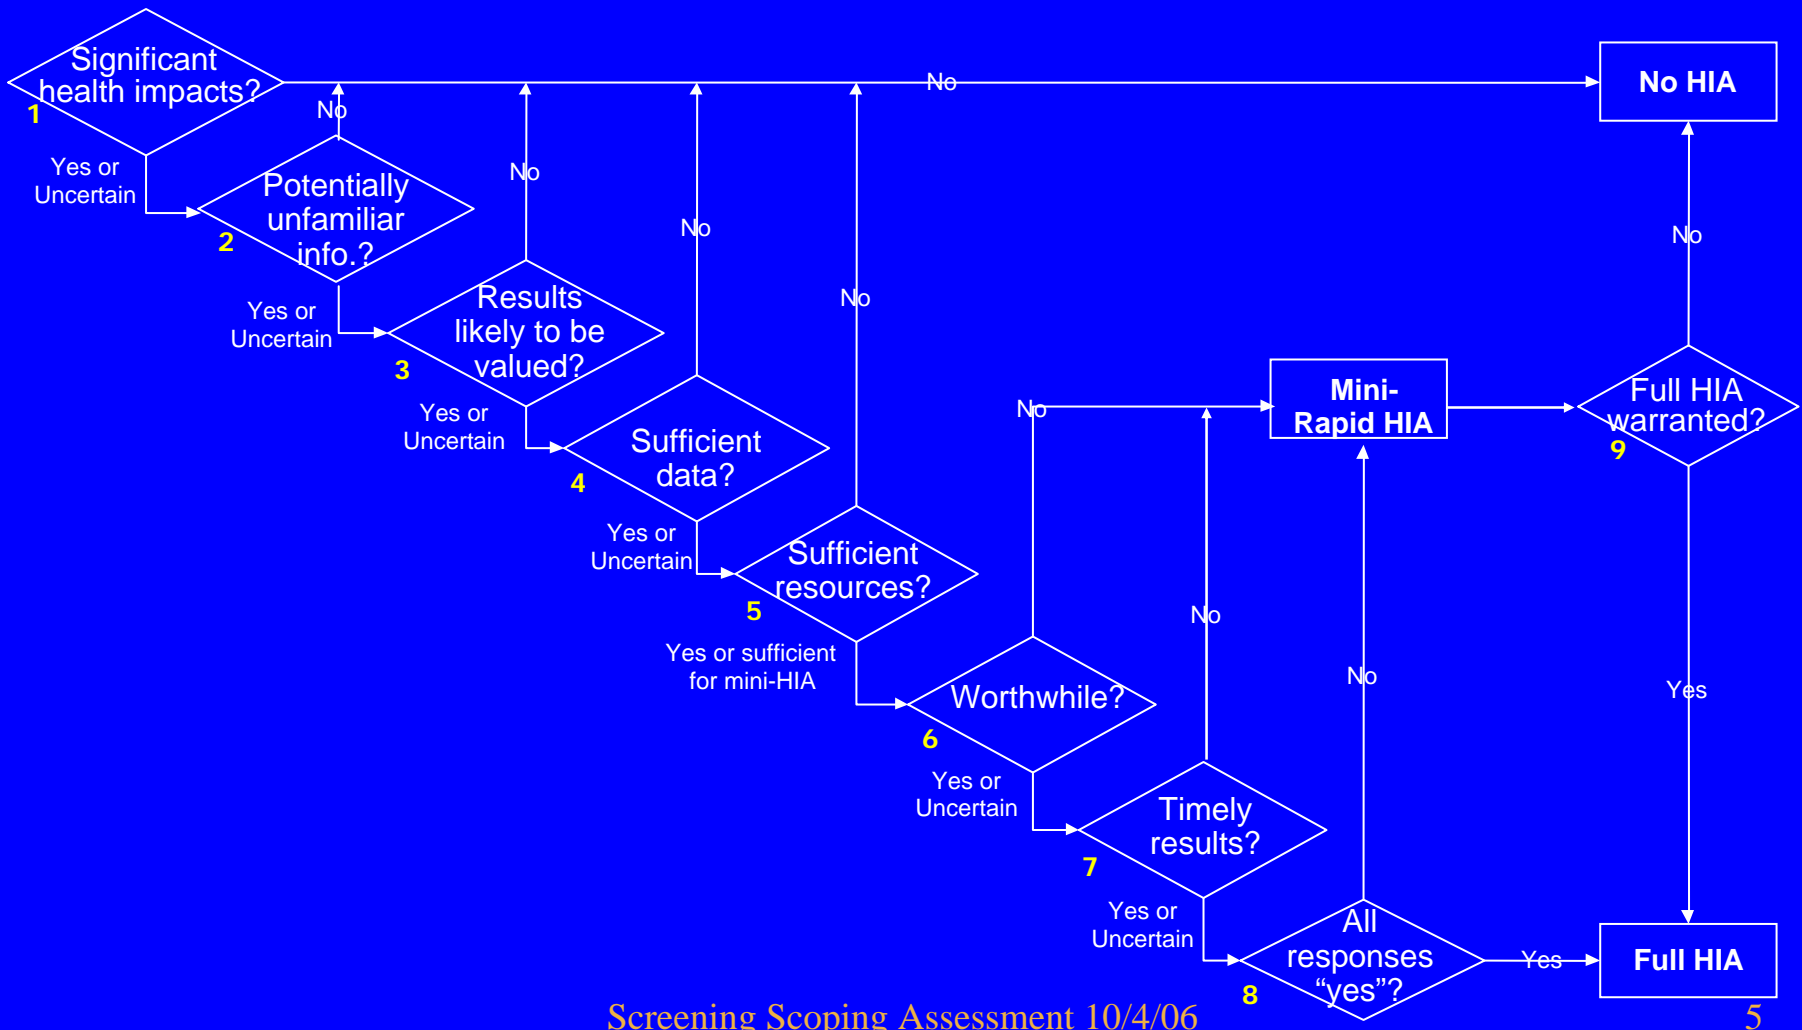 Significant
health impacts?
1
No
No HIA
No
Yes or
Uncertain
Potentially
unfamiliar
info.?
2
No
No
No
Yes or
Uncertain
Results
likely to be
valued?
3
No
No
Mini-
Rapid HIA
Full HIA
warranted?
9
Yes or
Uncertain
Sufficient
data?
4
Yes or
Uncertain
Sufficient
resources?
5
No
Yes or sufficient
for mini-HIA
Worthwhile?
6
No
Yes
Yes or
Uncertain
Timely
results?
7
Yes or
Uncertain
All
responses
“yes”?
8
Yes
Full HIA
Screening Scoping Assessment 10/4/06
5